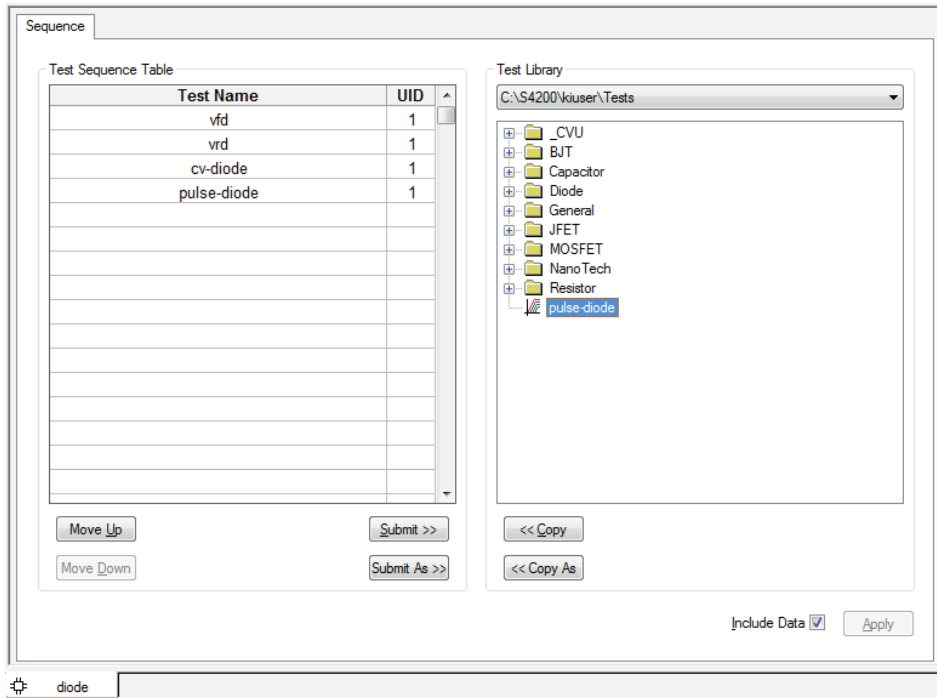 Sequence
Test Sequence Table
Test Name UID
vfd 1
vrd 1
cv-diode 1
pulse-diode 1
Move Up
Submit >>
Move Down
Submit As >>
Test Library
C:\S4200\kiuser\Tests
_CVU
BJT
Capacitor
Diode
General
JFET
MOSFET
NanoTech
Resistor
pulse-diode
<< Copy
<< Copy As
Include Data
Apply
diode